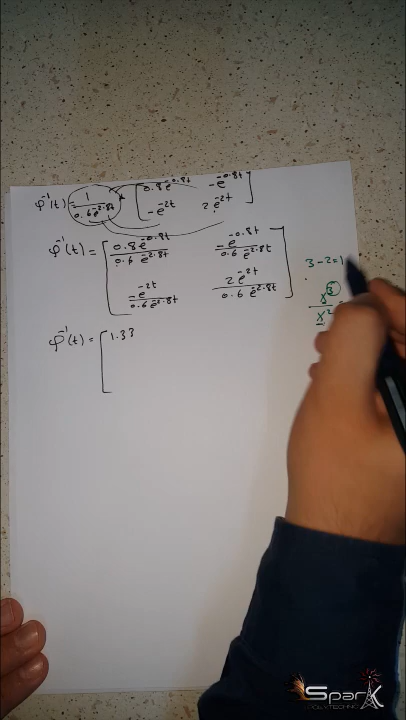 φ⁻¹(t) = 1/0.6e^-2.8t [ 0.8e^-0.8t -e^-0.8t
-e^-2t 2e^-2t ]
φ⁻¹(t) = [ 0.8e^-0.8t/0.6e^-2.8t -e^-0.8t/0.6e^-2.8t
-e^-2t/0.6e^-2.8t 2e^-2t/0.6e^-2.8t ]
3-2=1
x³/x²
φ⁻¹(t) = [ 1.33
Spark